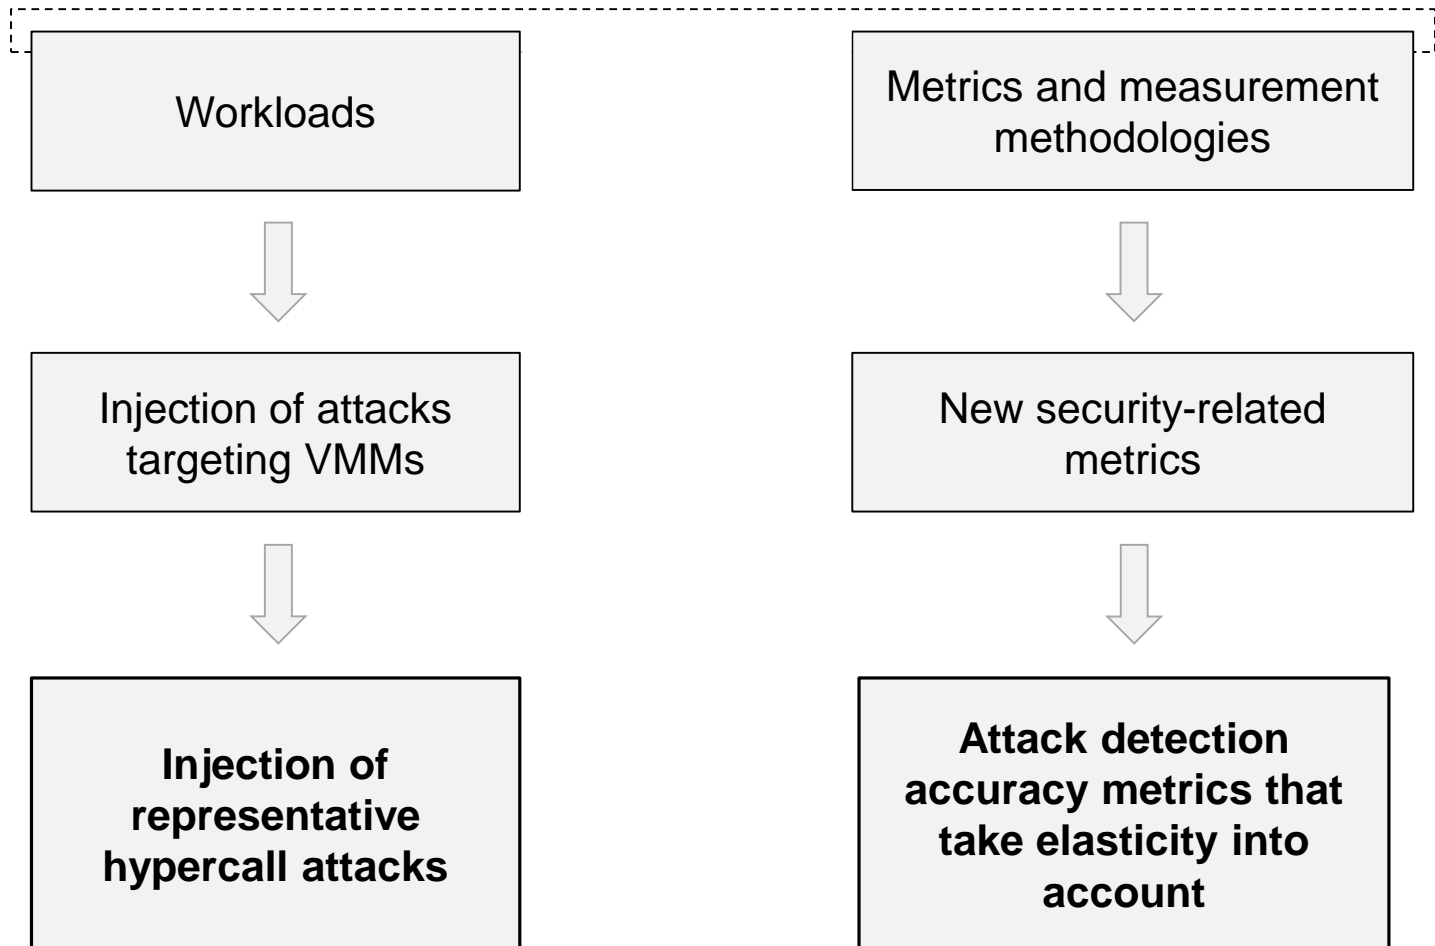 Workloads
Metrics and measurement
methodologies
Injection of attacks
targeting VMMs
New security-related
metrics
Injection of
representative
hypercall attacks
Attack detection
accuracy metrics that
take elasticity into
account